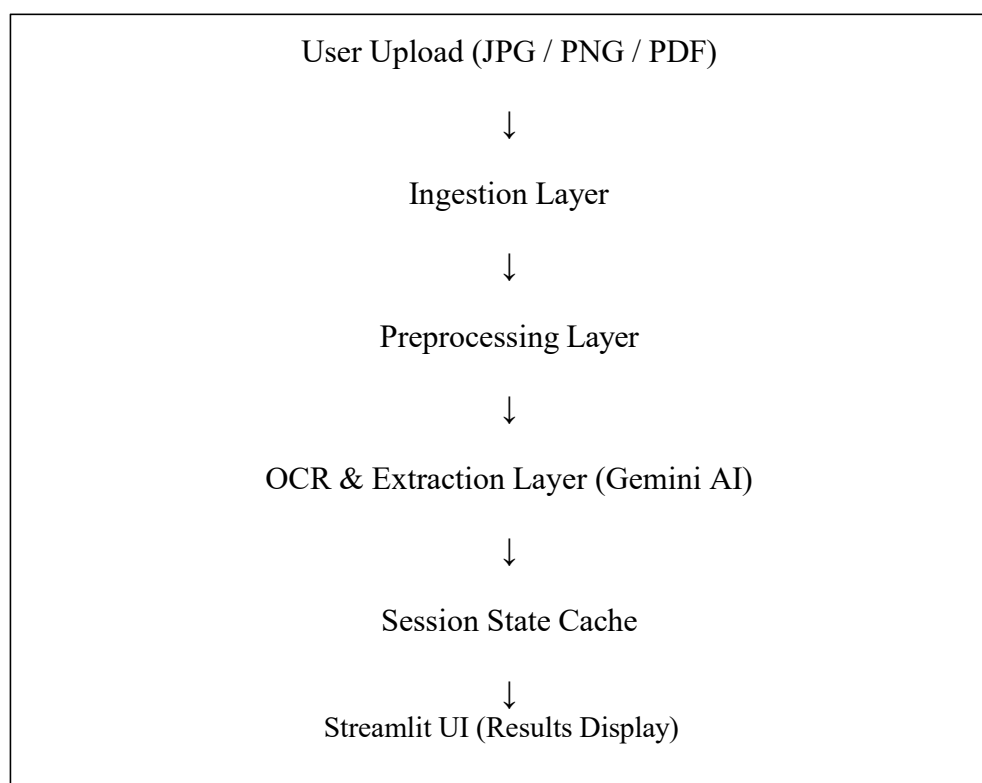 User Upload (JPG / PNG / PDF)
↓
Ingestion Layer
↓
Preprocessing Layer
↓
OCR & Extraction Layer (Gemini AI)
↓
Session State Cache
↓
Streamlit UI (Results Display)